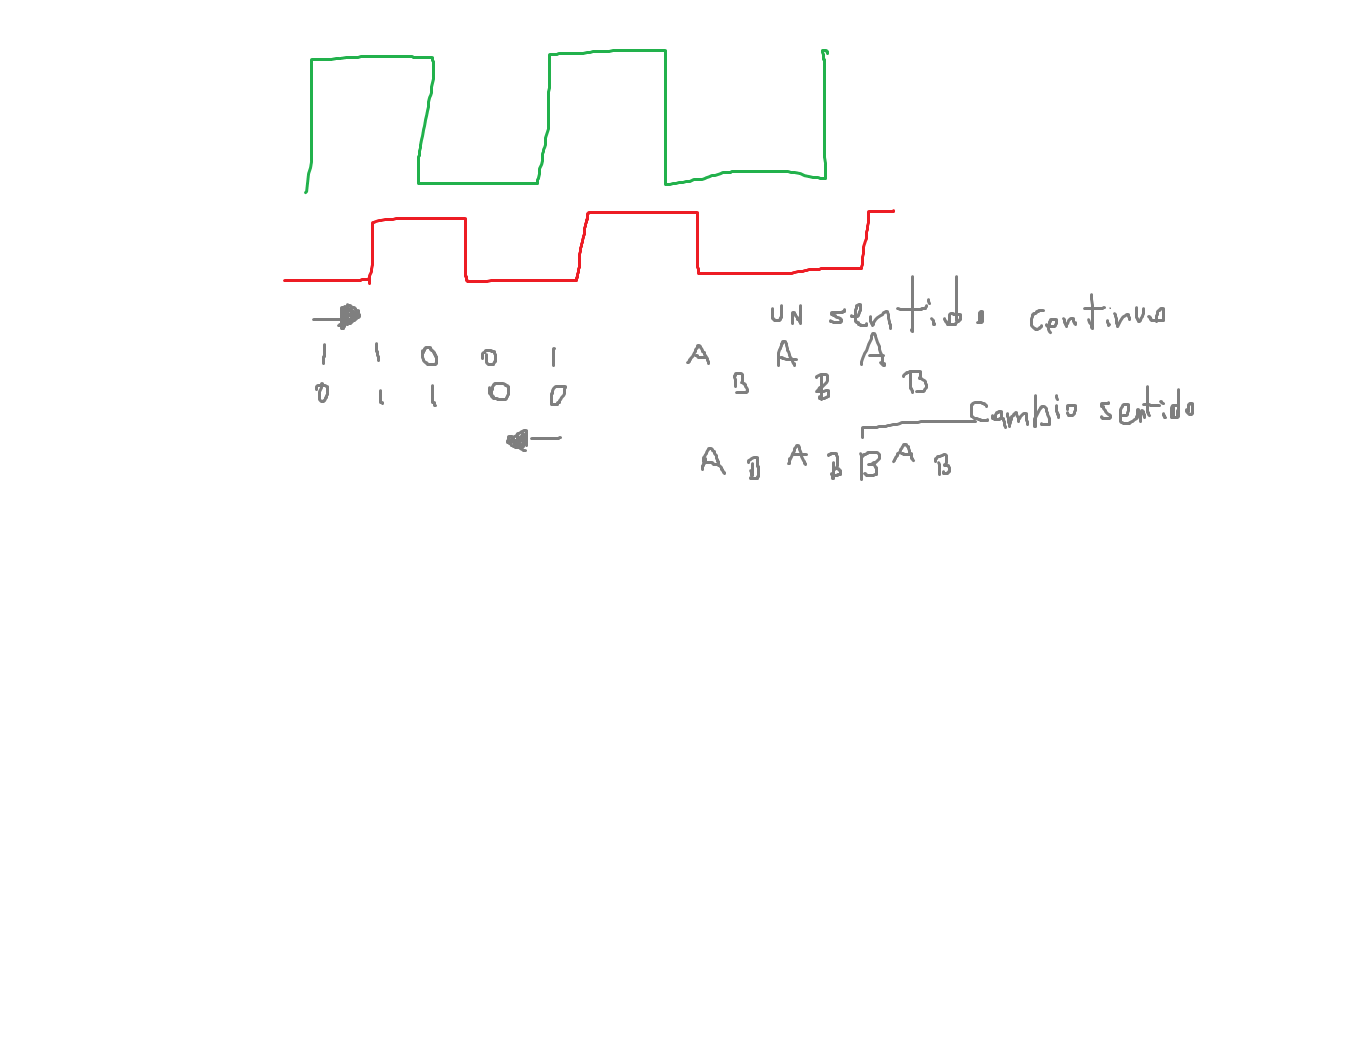 UN sentido continuo
1 1 0 0 1
A A A
0 1 1 0 0
B B B
Cambio sentido
A B A B B A B